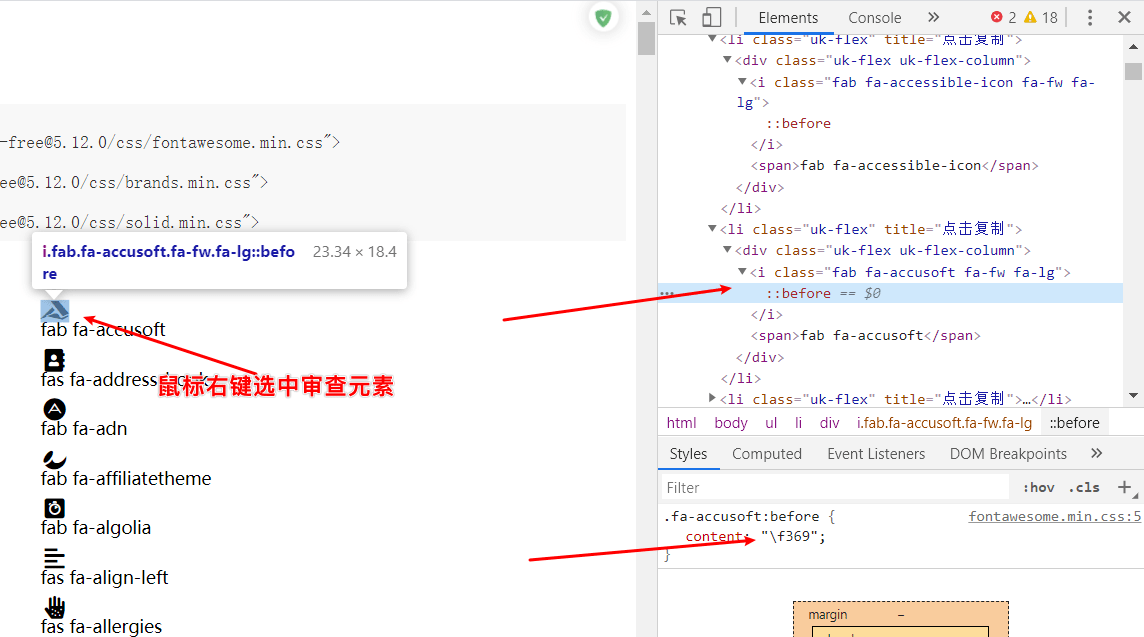 -free@5.12.0/css/fontawesome.min.css">
ee@5.12.0/css/brands.min.css">
ee@5.12.0/css/solid.min.css">
i.fab.fa-accusoft.fa-fw.fa-lg::befo
re
23.34 × 18.4
fab fa-accusoft
鼠标右键选中审查元素
fas fa-address-book
fab fa-adn
fab fa-affiliatetheme
fab fa-algolia
fas fa-align-left
fas fa-allergies
Elements Console » 2 18
▼<li class="uk-flex" title="点击复制">
▼<div class="uk-flex uk-flex-column">
▼<i class="fab fa-accessible-icon fa-fw fa-
lg">
::before
</i>
<span>fab fa-accessible-icon</span>
</div>
</li>
▼<li class="uk-flex" title="点击复制">
▼<div class="uk-flex uk-flex-column">
▼<i class="fab fa-accusoft fa-fw fa-lg">
… ::before == $0
</i>
<span>fab fa-accusoft</span>
</div>
</li>
▶<li class="uk-flex" title="点击复制">…</li>
html body ul li div i.fab.fa-accusoft.fa-fw.fa-lg ::before
Styles Computed Event Listeners DOM Breakpoints »
Filter :hov .cls +
.fa-accusoft:before { fontawesome.min.css:5
content: "\f369";
}
margin –